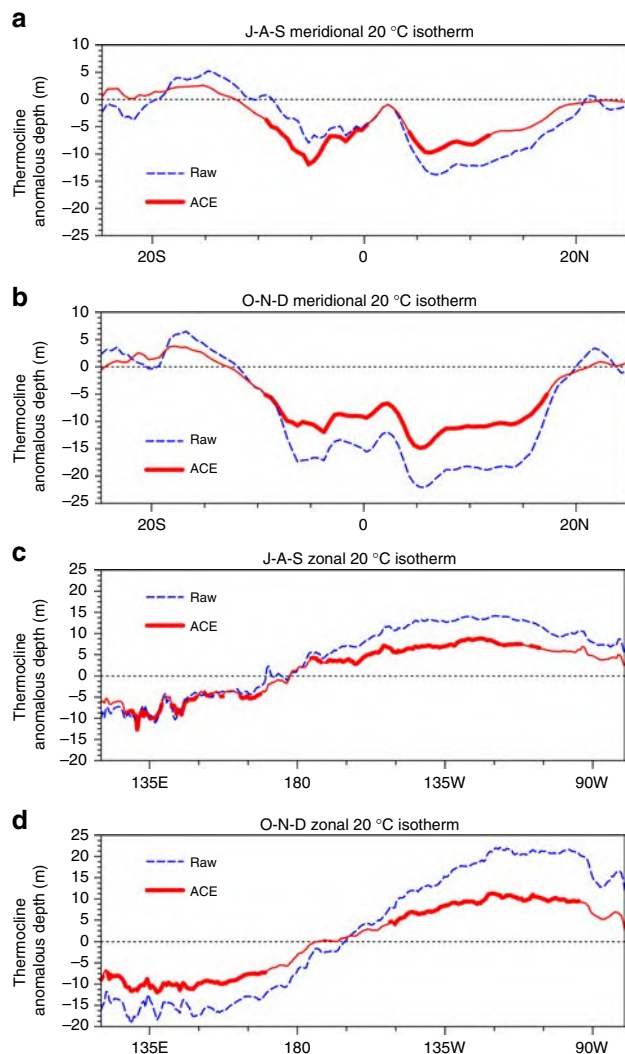 a
J-A-S meridional 20 °C isotherm
Thermocline
anomalous depth (m)
10
5
0
−5
−10
−15
−20
−25
Raw
ACE
20S
0
20N
b
O-N-D meridional 20 °C isotherm
Thermocline
anomalous depth (m)
10
5
0
−5
−10
−15
−20
−25
Raw
ACE
20S
0
20N
c
J-A-S zonal 20 °C isotherm
Thermocline
anomalous depth (m)
25
20
15
10
5
0
−5
−10
−15
−20
Raw
ACE
135E
180
135W
90W
d
O-N-D zonal 20 °C isotherm
Thermocline
anomalous depth (m)
25
20
15
10
5
0
−5
−10
−15
−20
Raw
ACE
135E
180
135W
90W